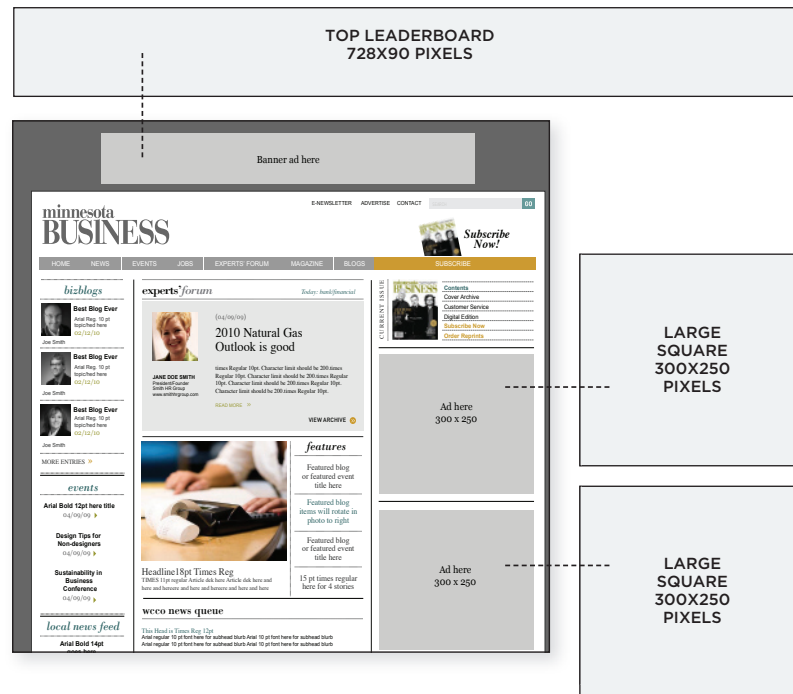 TOP LEADERBOARD
728X90 PIXELS
Banner ad here
E-NEWSLETTER ADVERTISE CONTACT
GO
minnesota
BUSINESS
Subscribe
Now!
HOME NEWS EVENTS JOBS EXPERTS' FORUM MAGAZINE BLOGS SUBSCRIBE
bizblogs
Best Blog Ever
Arial Reg. 10 pt
topic/hed here
02/12/10
Joe Smith
Best Blog Ever
Arial Reg. 10 pt
topic/hed here
02/12/10
Joe Smith
Best Blog Ever
Arial Reg. 10 pt
topic/hed here
02/12/10
Joe Smith
MORE ENTRIES »
events
Arial Bold 12pt here title
04/09/09
Design Tips for
Non-designers
04/09/09
Sustainability in
Business
Conference
04/09/09
local news feed
Arial Bold 14pt
goes here
experts' forum
Today: bank/financial
(04/09/09)
2010 Natural Gas
Outlook is good
JANE DOE SMITH
President/Founder
Smith HR Group
www.smithhrgroup.com
times Regular 10pt. Character limit should be 200.times
Regular 10pt. Character limit should be 200.times Regular
10pt. Character limit should be 200.times Regular 10pt.
Character limit should be 200.times Regular 10pt.
READ MORE »
VIEW ARCHIVE
features
Featured blog
or featured event
title here
Featured blog
items will rotate in
photo to right
Featured blog
or featured event
title here
15 pt times regular
here for 4 stories
Headline18pt Times Reg
TIMES 11pt regular Article dek here Article dek here and
here and hereere and here and hereere and here and here
wcco news queue
This Head is Times Reg 12pt
Arial regular 10 pt font here for subhead blurb Arial 10 pt font here for subhead blurb
Arial regular 10 pt font here for subhead blurb Arial 10 pt font here for subhead blurb
CURRENT ISSUE
BUSINESS
Contents
Cover Archive
Customer Service
Digital Edition
Subscribe Now
Order Reprints
Ad here
300 x 250
Ad here
300 x 250
LARGE
SQUARE
300X250
PIXELS
LARGE
SQUARE
300X250
PIXELS